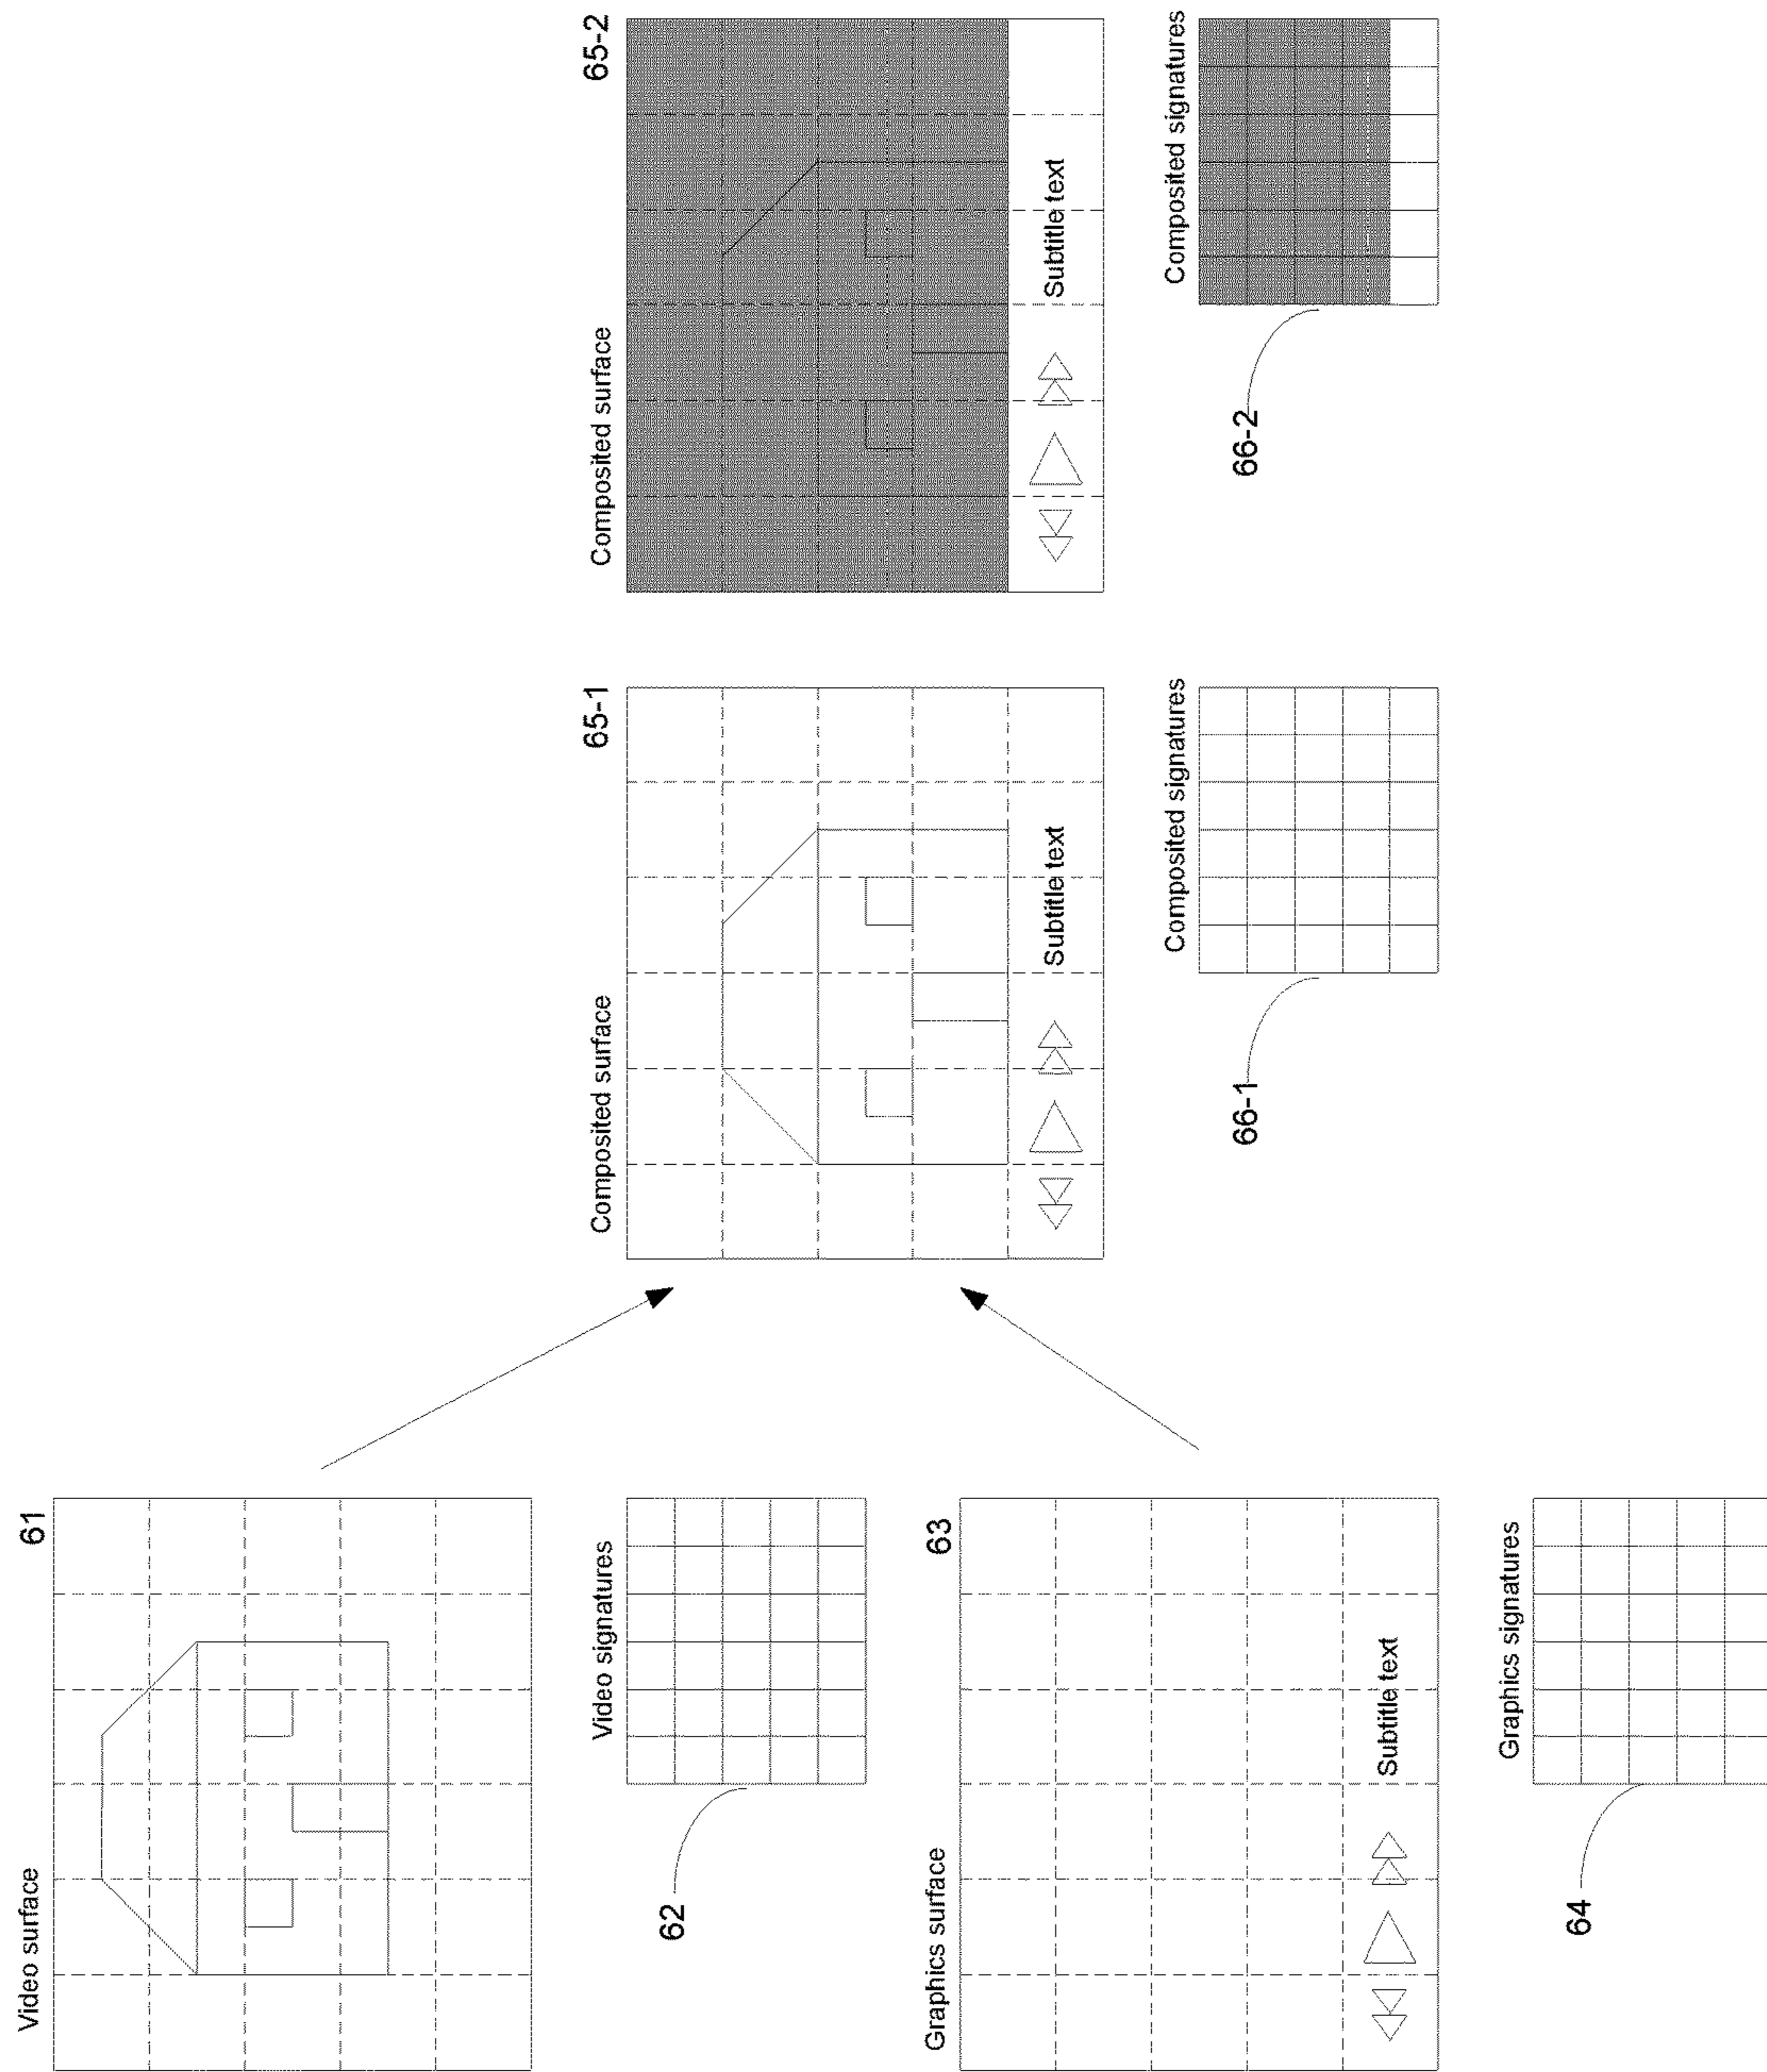 Video surface
61
Video signatures
62
Graphics surface
63
Subtitle text
Graphics signatures
64
Composited surface
65-1
Subtitle text
Composited signatures
66-1
Composited surface
65-2
Subtitle text
Composited signatures
66-2